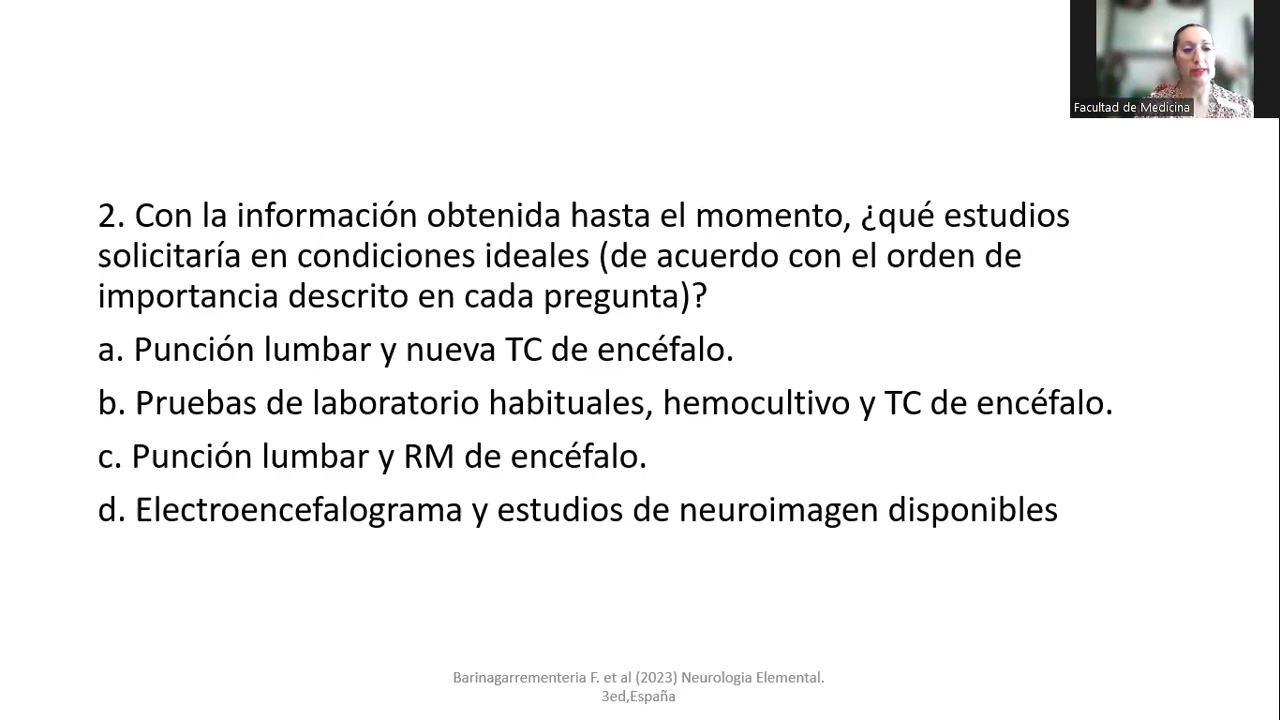 Facultad de Medicina
2. Con la información obtenida hasta el momento, ¿qué estudios
solicitaría en condiciones ideales (de acuerdo con el orden de
importancia descrito en cada pregunta)?
a. Punción lumbar y nueva TC de encéfalo.
b. Pruebas de laboratorio habituales, hemocultivo y TC de encéfalo.
c. Punción lumbar y RM de encéfalo.
d. Electroencefalograma y estudios de neuroimagen disponibles
Barinagarrementeria F. et al (2023) Neurologia Elemental.
3ed,España